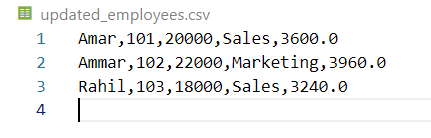 updated_employees.csv
1 Amar,101,20000,Sales,3600.0
2 Ammar,102,22000,Marketing,3960.0
3 Rahil,103,18000,Sales,3240.0
4